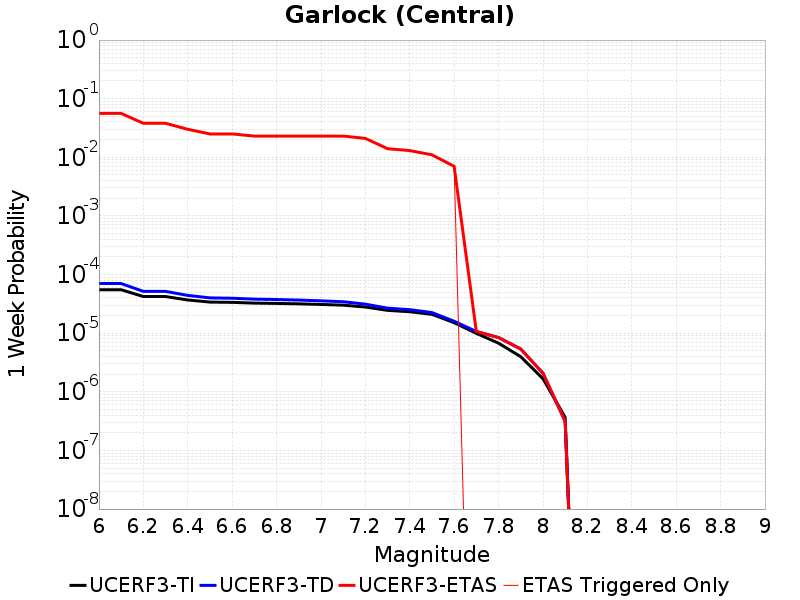 Garlock (Central)
10^0
10^-1
10^-2
10^-3
10^-4
10^-5
10^-6
10^-7
10^-8
1 Week Probability
6 6.2 6.4 6.6 6.8 7 7.2 7.4 7.6 7.8 8 8.2 8.4 8.6 8.8 9
Magnitude
UCERF3-TI UCERF3-TD UCERF3-ETAS ETAS Triggered Only